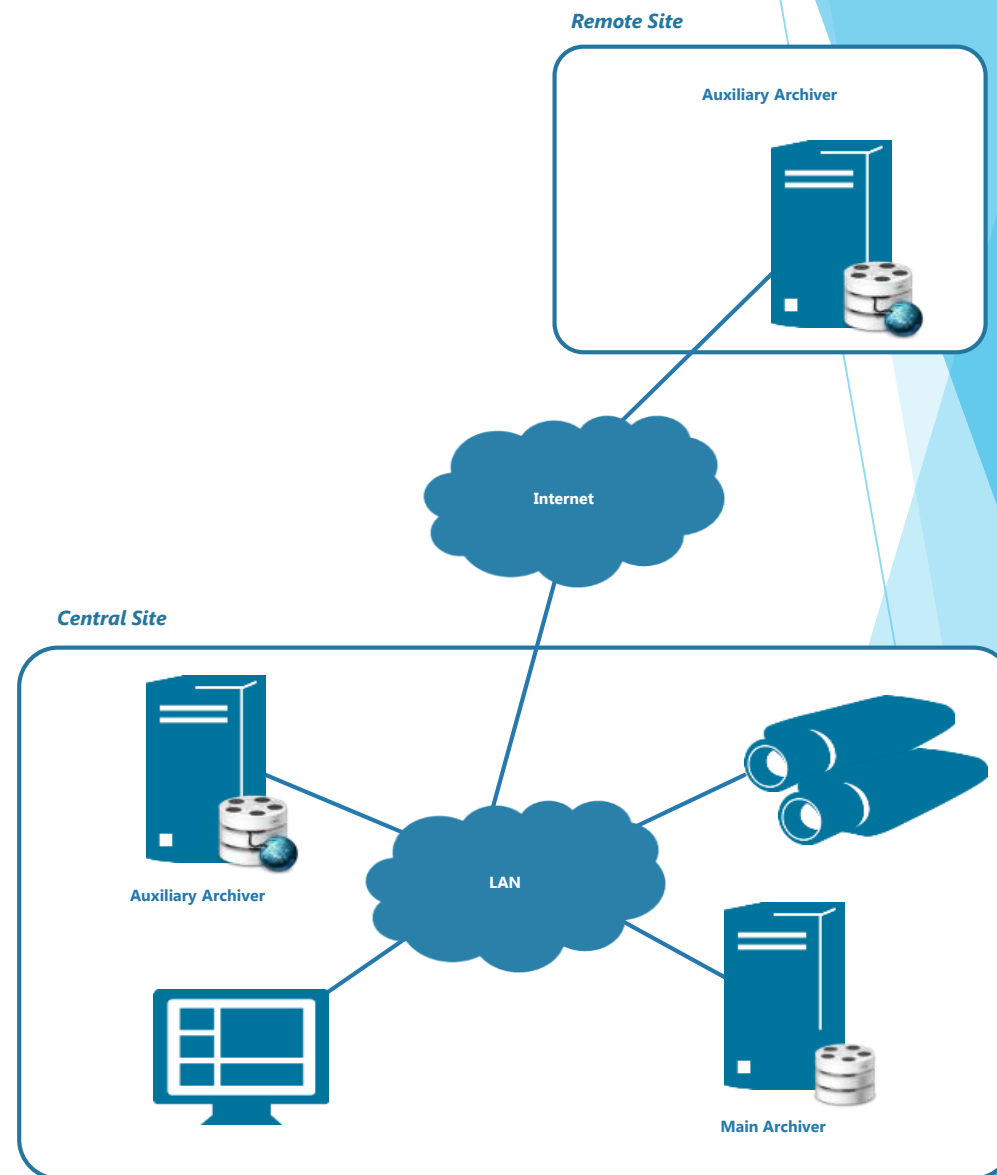 Remote Site
Auxiliary Archiver
Internet
Central Site
Auxiliary Archiver
LAN
Main Archiver